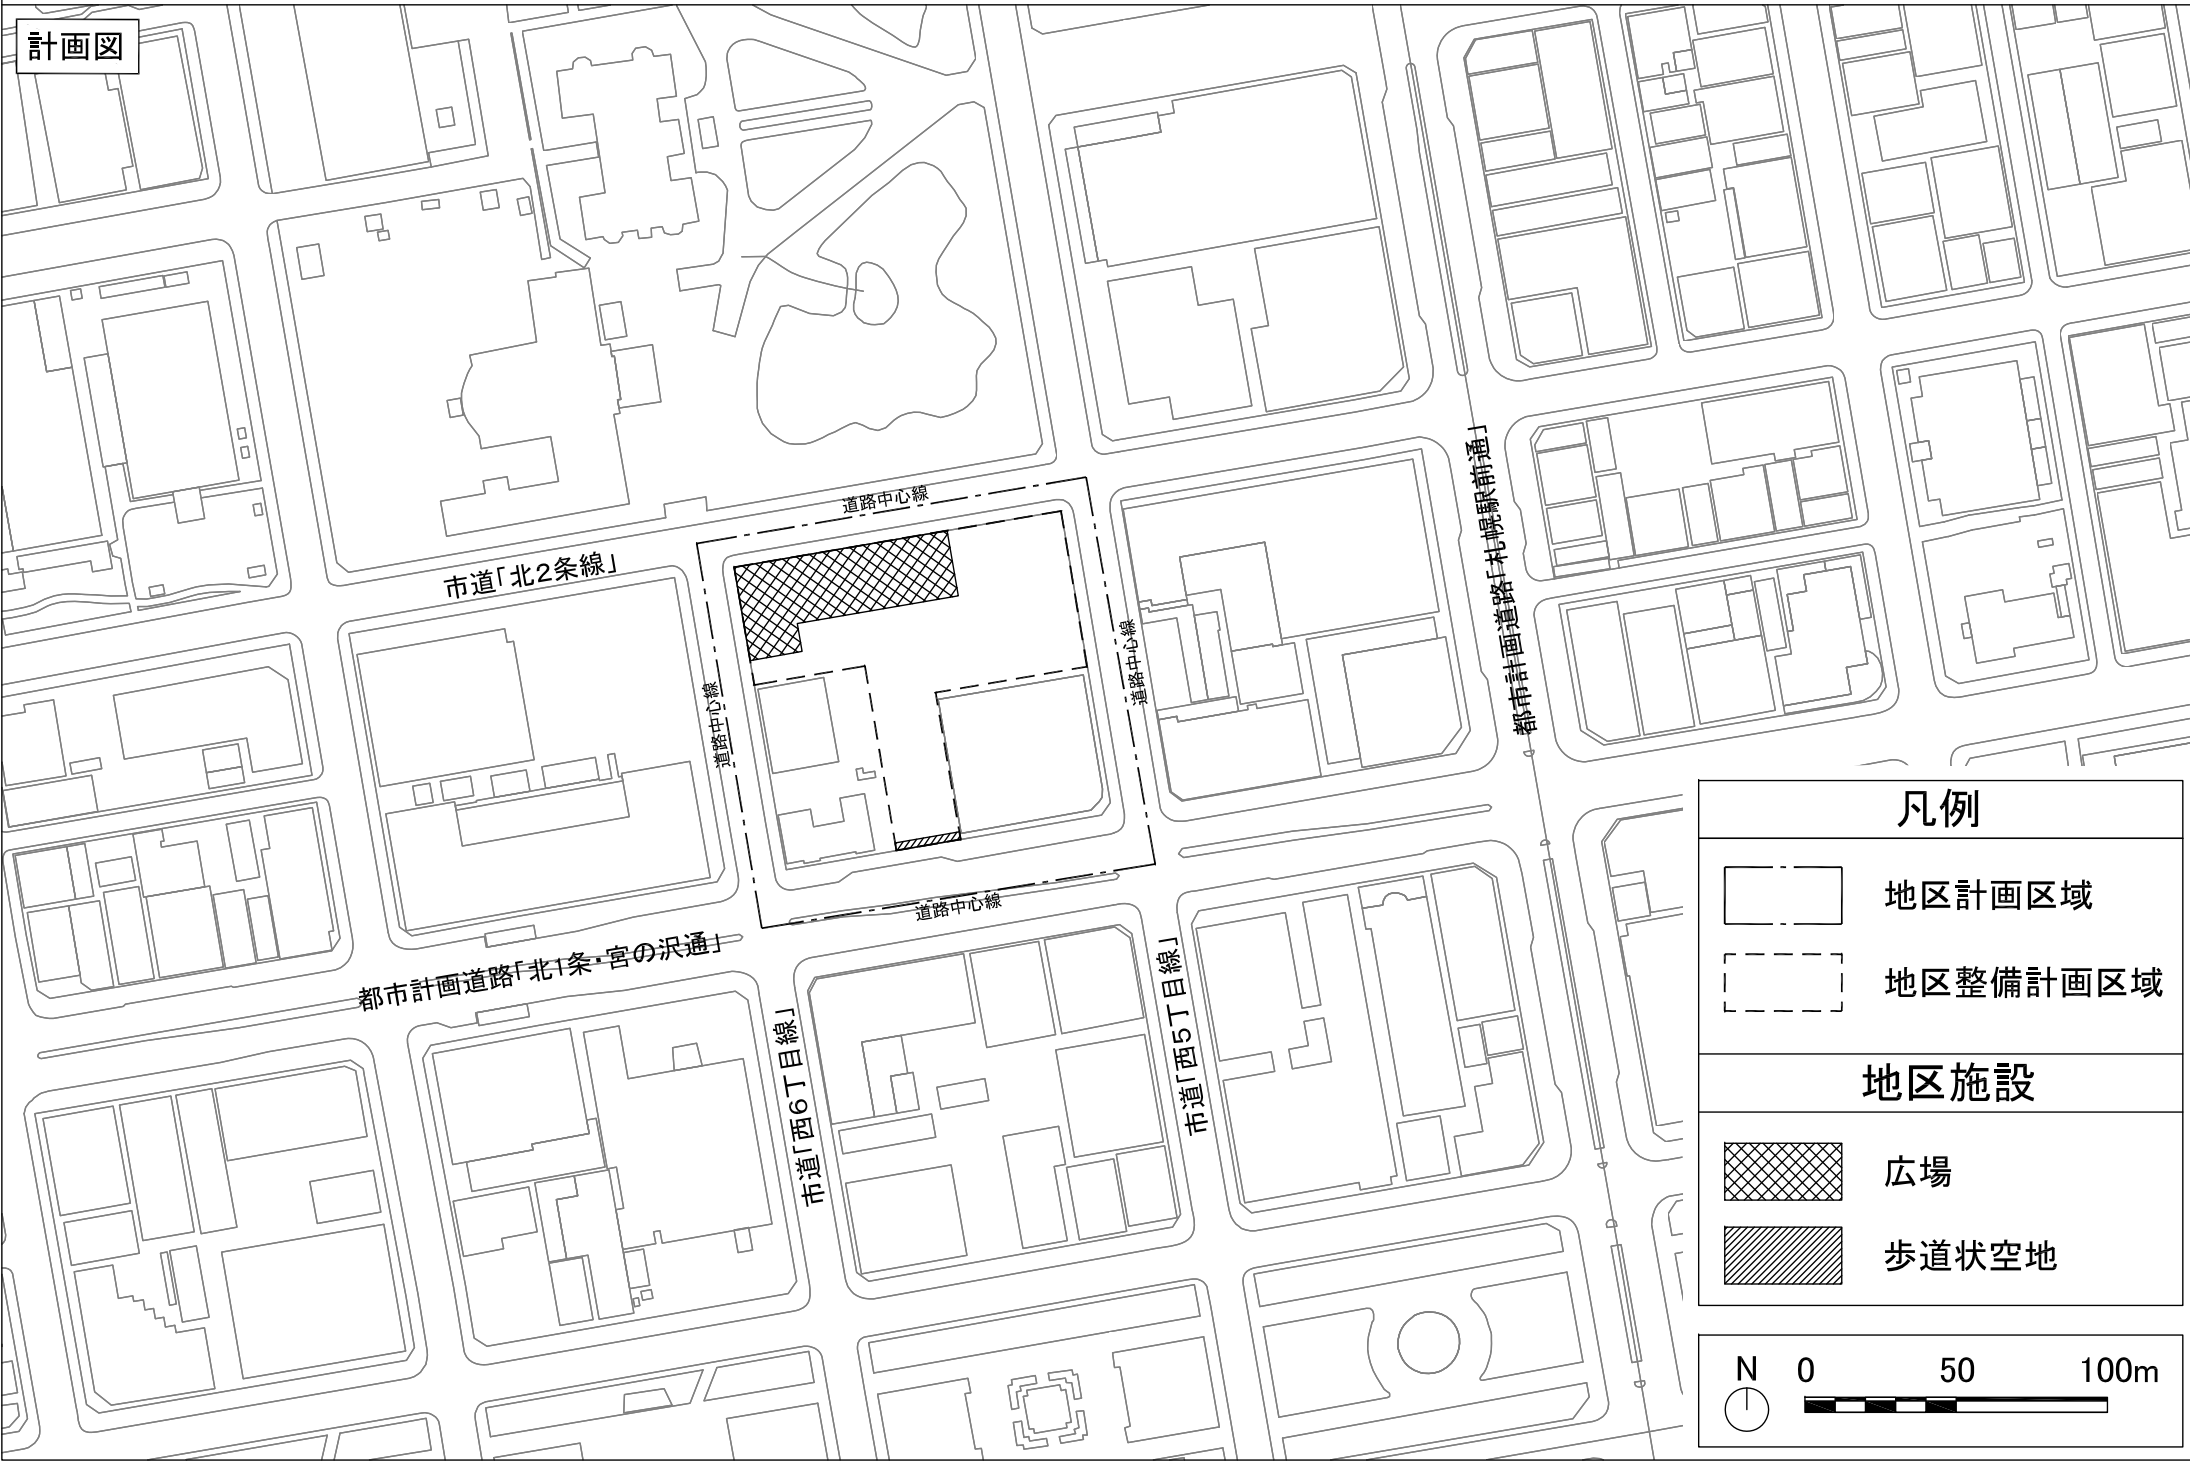 計画図
道路中心線
市道「北2条線」
都市計画道路「札幌駅前通」
道路中心線
道路中心線
道路中心線
都市計画道路「北1条・宮の沢通」
市道「西6丁目線」
市道「西5丁目線」
凡例
地区計画区域
地区整備計画区域
地区施設
広場
歩道状空地
N 0 50 100m